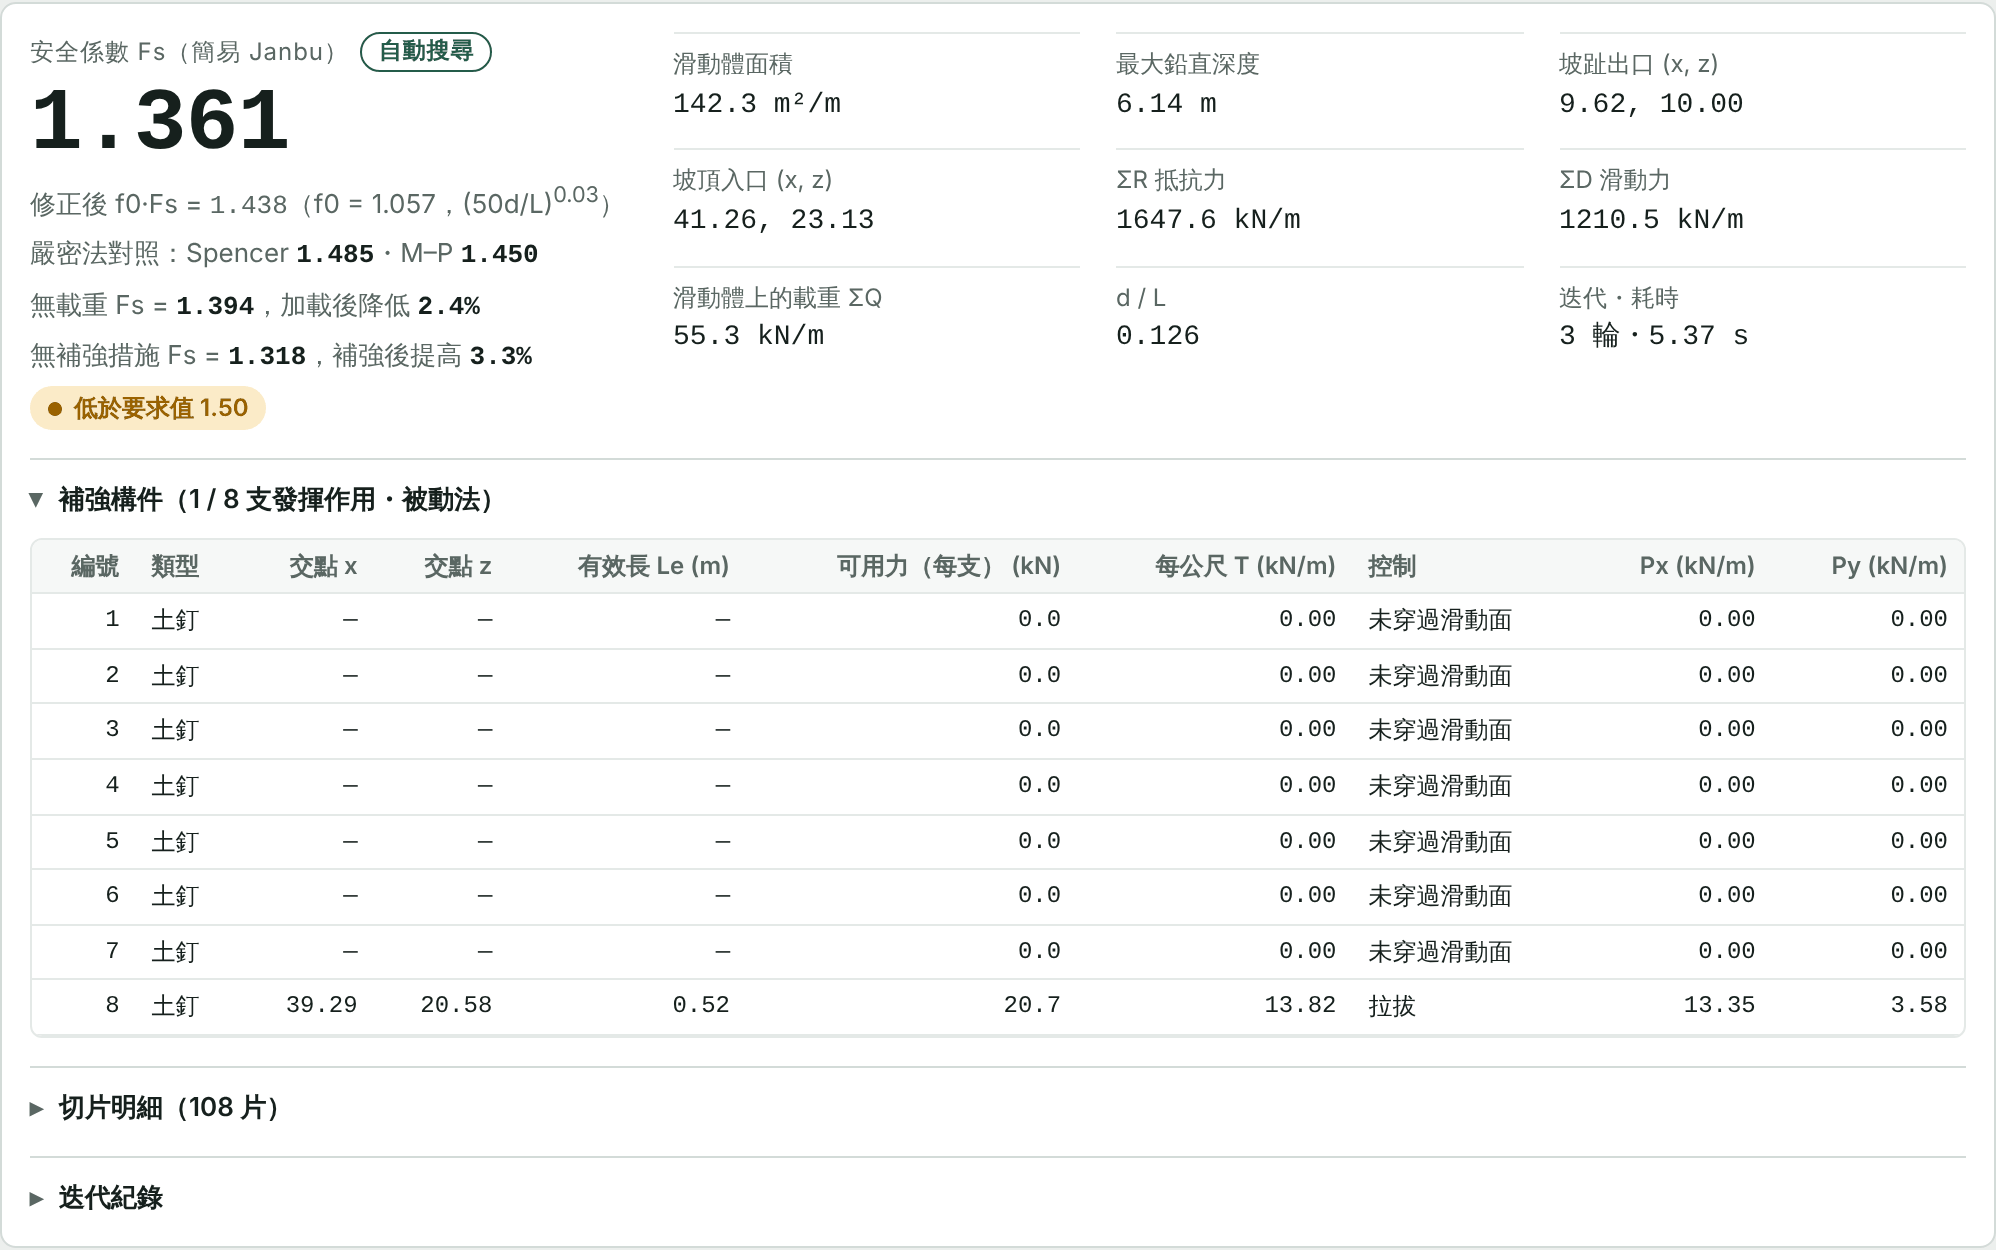 安全係數 Fs（簡易 Janbu） 自動搜尋
1.361
修正後 f0·Fs = 1.438（f0 = 1.057，(50d/L)^0.03）
嚴密法對照：Spencer 1.485・M–P 1.450
無載重 Fs = 1.394，加載後降低 2.4%
無補強措施 Fs = 1.318，補強後提高 3.3%
● 低於要求值 1.50
滑動體面積
142.3 m²/m
最大鉛直深度
6.14 m
坡趾出口 (x, z)
9.62, 10.00
坡頂入口 (x, z)
41.26, 23.13
ΣR 抵抗力
1647.6 kN/m
ΣD 滑動力
1210.5 kN/m
滑動體上的載重 ΣQ
55.3 kN/m
d / L
0.126
迭代・耗時
3 輪・5.37 s
▼ 補強構件（1 / 8 支發揮作用・被動法）
編號 類型 交點 x 交點 z 有效長 Le (m) 可用力（每支） (kN) 每公尺 T (kN/m) 控制 Px (kN/m) Py (kN/m)
1 土釘 — — — 0.0 0.00 未穿過滑動面 0.00 0.00
2 土釘 — — — 0.0 0.00 未穿過滑動面 0.00 0.00
3 土釘 — — — 0.0 0.00 未穿過滑動面 0.00 0.00
4 土釘 — — — 0.0 0.00 未穿過滑動面 0.00 0.00
5 土釘 — — — 0.0 0.00 未穿過滑動面 0.00 0.00
6 土釘 — — — 0.0 0.00 未穿過滑動面 0.00 0.00
7 土釘 — — — 0.0 0.00 未穿過滑動面 0.00 0.00
8 土釘 39.29 20.58 0.52 20.7 13.82 拉拔 13.35 3.58
▶ 切片明細（108 片）
▶ 迭代紀錄